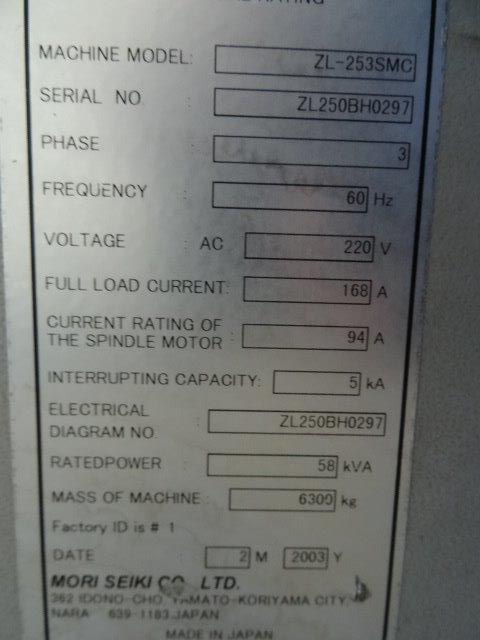 RATING
MACHINE MODEL: ZL-253SMC
SERIAL NO : ZL250BH0297
PHASE : 3
FREQUENCY : 60 Hz
VOLTAGE : AC 220 V
FULL LOAD CURRENT: 168 A
CURRENT RATING OF
THE SPINDLE MOTOR : 94 A
INTERRUPTING CAPACITY: 5 kA
ELECTRICAL
DIAGRAM NO : ZL250BH0297
RATEDPOWER : 58 kVA
MASS OF MACHINE : 6300 kg
Factory ID is # 1
DATE 2 M 2003 Y
MORI SEIKI CO., LTD.
362 IDONO-CHO, YAMATO-KORIYAMA CITY,
NARA 639-1183,JAPAN
MADE IN JAPAN